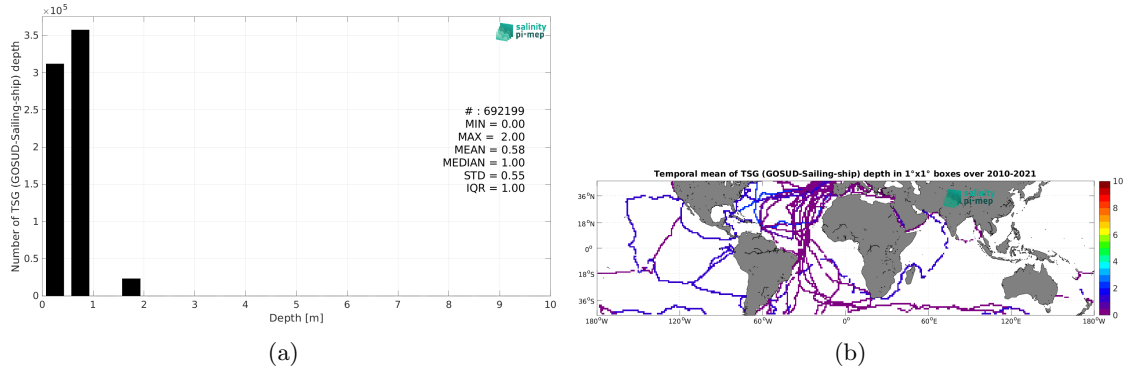 ×10⁵
3.5
3
2.5
2
1.5
1
0.5
0
Number of TSG (GOSUD-Sailing-ship) depth
salinity
pi-mep
# : 692199
MIN = 0.00
MAX = 2.00
MEAN = 0.58
MEDIAN = 1.00
STD = 0.55
IQR = 1.00
0 1 2 3 4 5 6 7 8 9 10
Depth [m]
(a)
Temporal mean of TSG (GOSUD-Sailing-ship) depth in 1°x1° boxes over 2010-2021
salinity
pi-mep
36°N
18°N
0°
18°S
36°S
180°W 120°W 60°W 0° 60°E 120°E 180°W
10
8
6
4
2
0
(b)